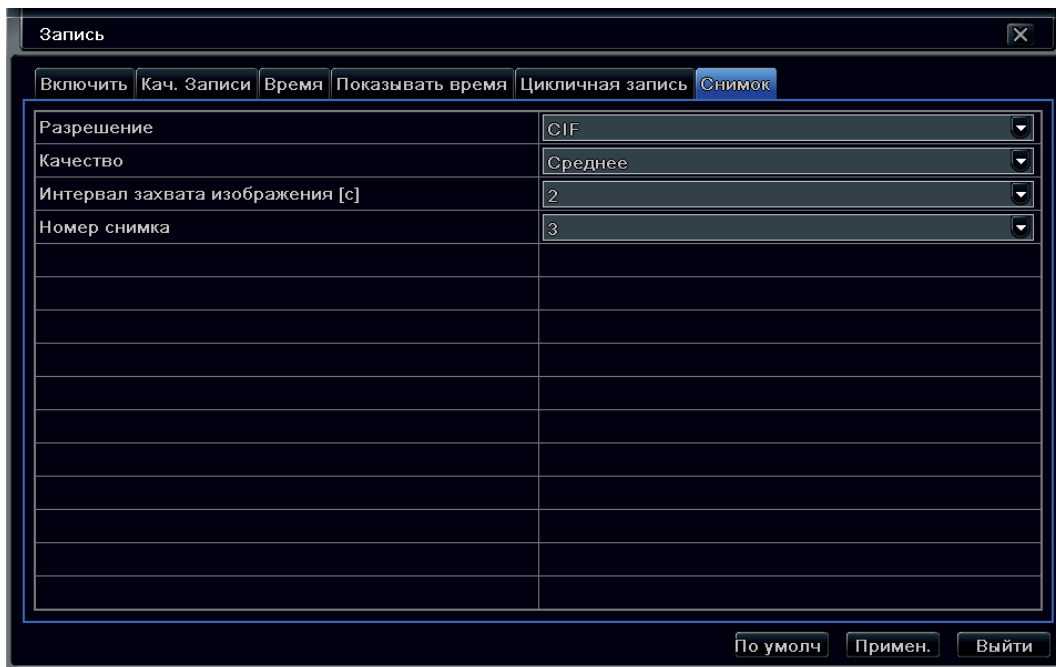 Запись
Включить Кач. Записи Время Показывать время Цикличная запись Снимок
Разрешение CIF
Качество Среднее
Интервал захвата изображения [с] 2
Номер снимка 3
По умолч Примен. Выйти